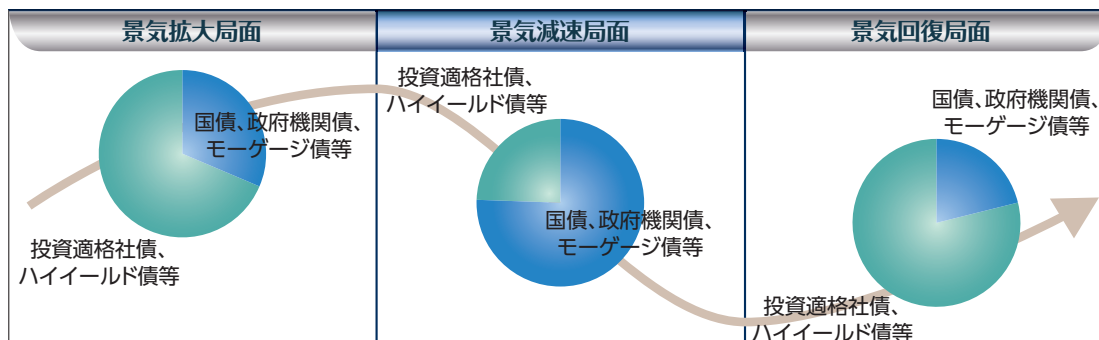 景気拡大局面
国債、政府機関債、
モーゲージ債等
投資適格社債、
ハイイールド債等
景気減速局面
投資適格社債、
ハイイールド債等
国債、政府機関債、
モーゲージ債等
景気回復局面
国債、政府機関債、
モーゲージ債等
投資適格社債、
ハイイールド債等